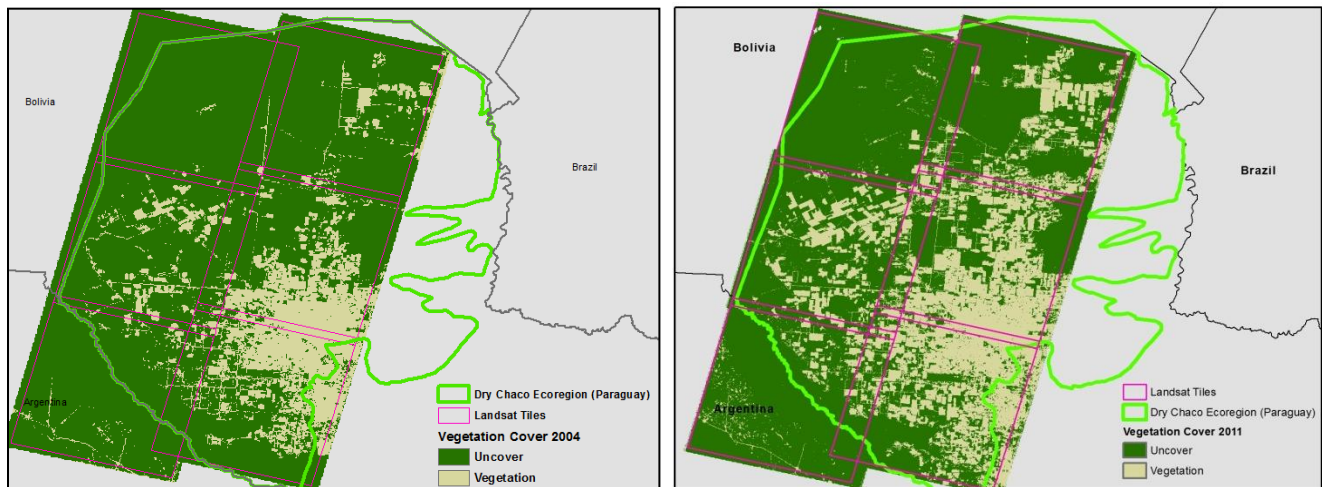 Bolivia
Brazil
Argentina
Dry Chaco Ecoregion (Paraguay)
Landsat Tiles
Vegetation Cover 2004
Uncover
Vegetation
Bolivia
Brazil
Argentina
Landsat Tiles
Dry Chaco Ecoregion (Paraguay)
Vegetation Cover 2011
Uncover
Vegetation